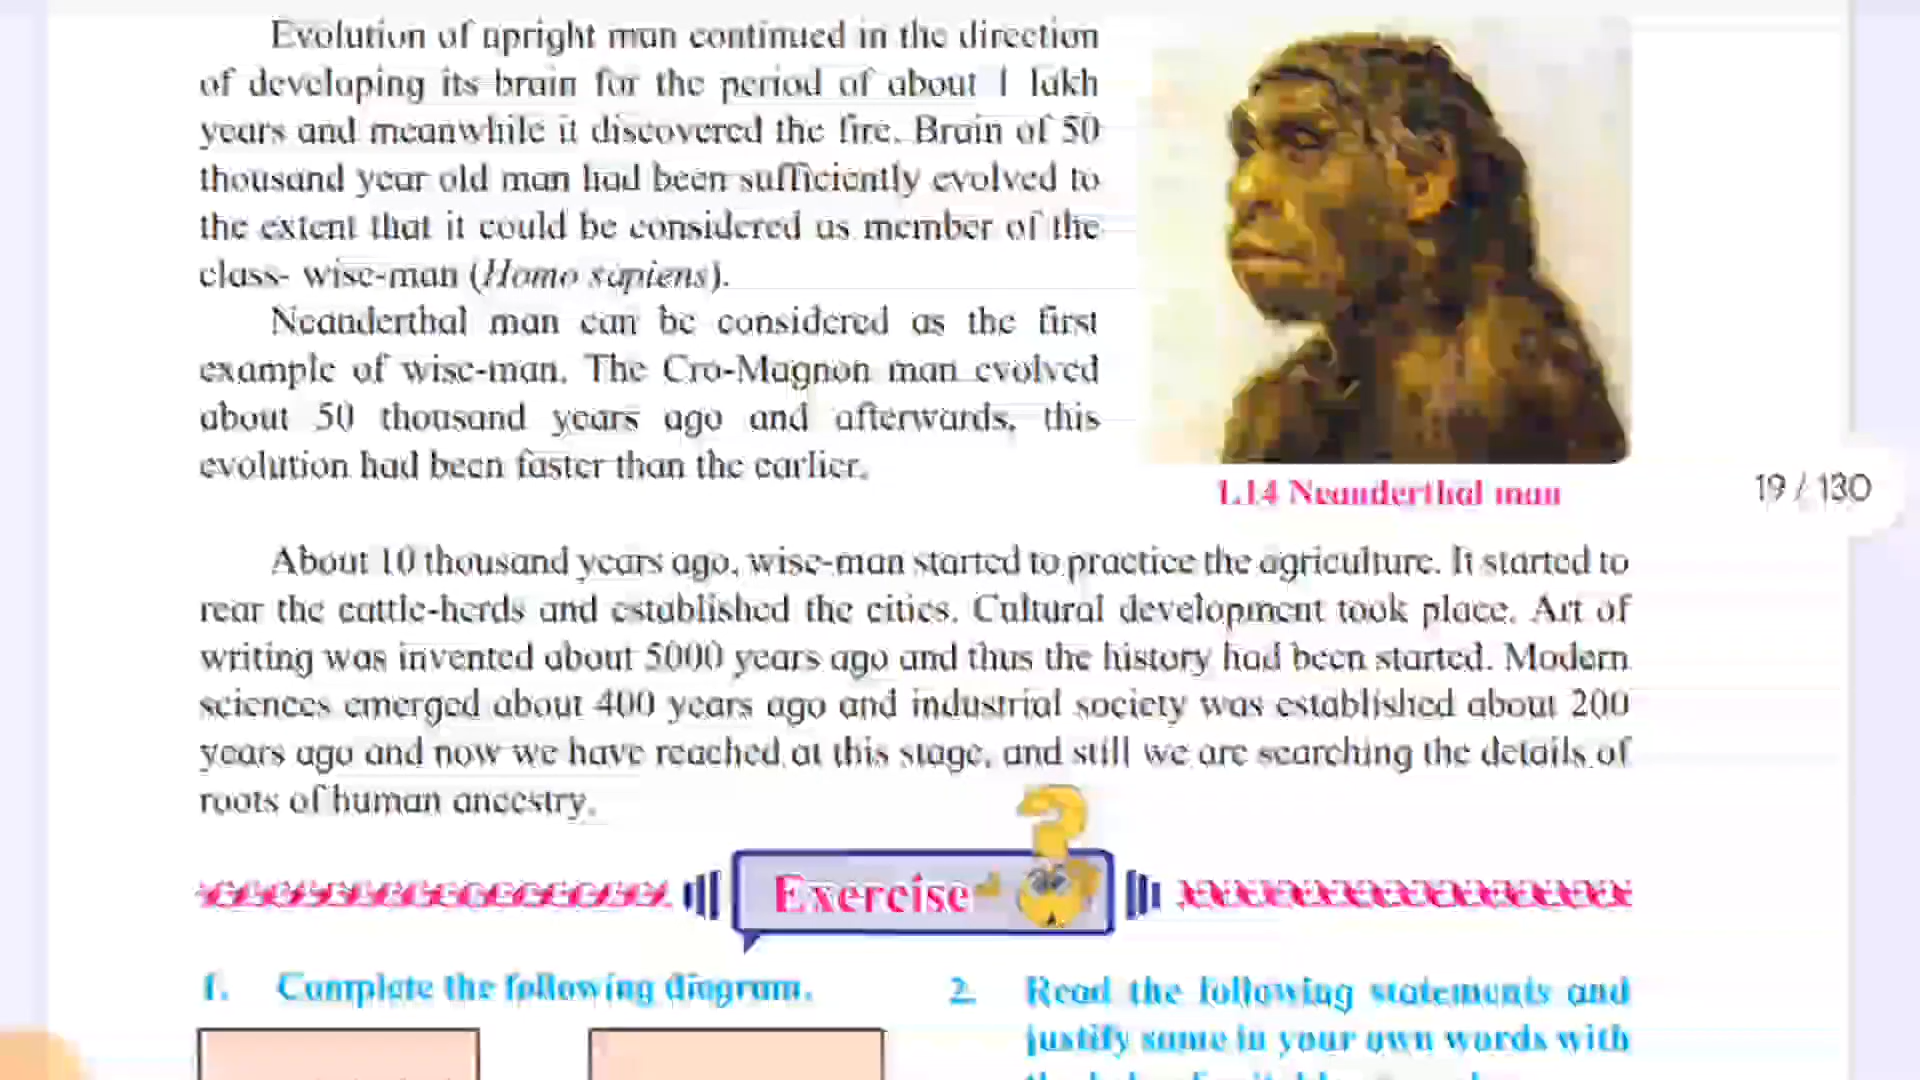 Evolution of upright man continued in the direction
of developing its brain for the period of about 1 lakh
years and meanwhile it discovered the fire. Brain of 50
thousand year old man had been sufficiently evolved to
the extent that it could be considered as member of the
class- wise-man (Homo sapiens).
Neanderthal man can be considered as the first
example of wise-man. The Cro-Magnon man evolved
about 50 thousand years ago and afterwards, this
evolution had been faster than the earlier.
1.14 Neanderthal man
19 / 130
About 10 thousand years ago, wise-man started to practice the agriculture. It started to
rear the cattle-herds and established the cities. Cultural development took place. Art of
writing was invented about 5000 years ago and thus the history had been started. Modern
sciences emerged about 400 years ago and industrial society was established about 200
years ago and now we have reached at this stage, and still we are searching the details of
roots of human ancestry.
Exercise
1. Complete the following diagram.
2. Read the following statements and
justify same in your own words with